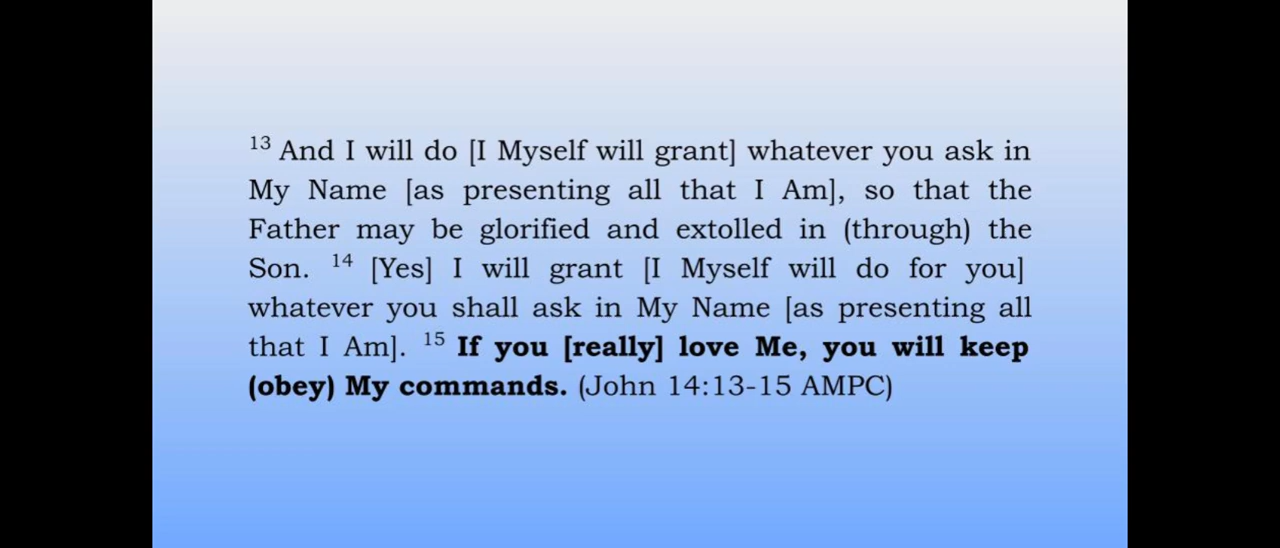 13 And I will do [I Myself will grant] whatever you ask in
My Name [as presenting all that I Am], so that the
Father may be glorified and extolled in (through) the
Son. 14 [Yes] I will grant [I Myself will do for you]
whatever you shall ask in My Name [as presenting all
that I Am]. 15 If you [really] love Me, you will keep
(obey) My commands. (John 14:13-15 AMPC)